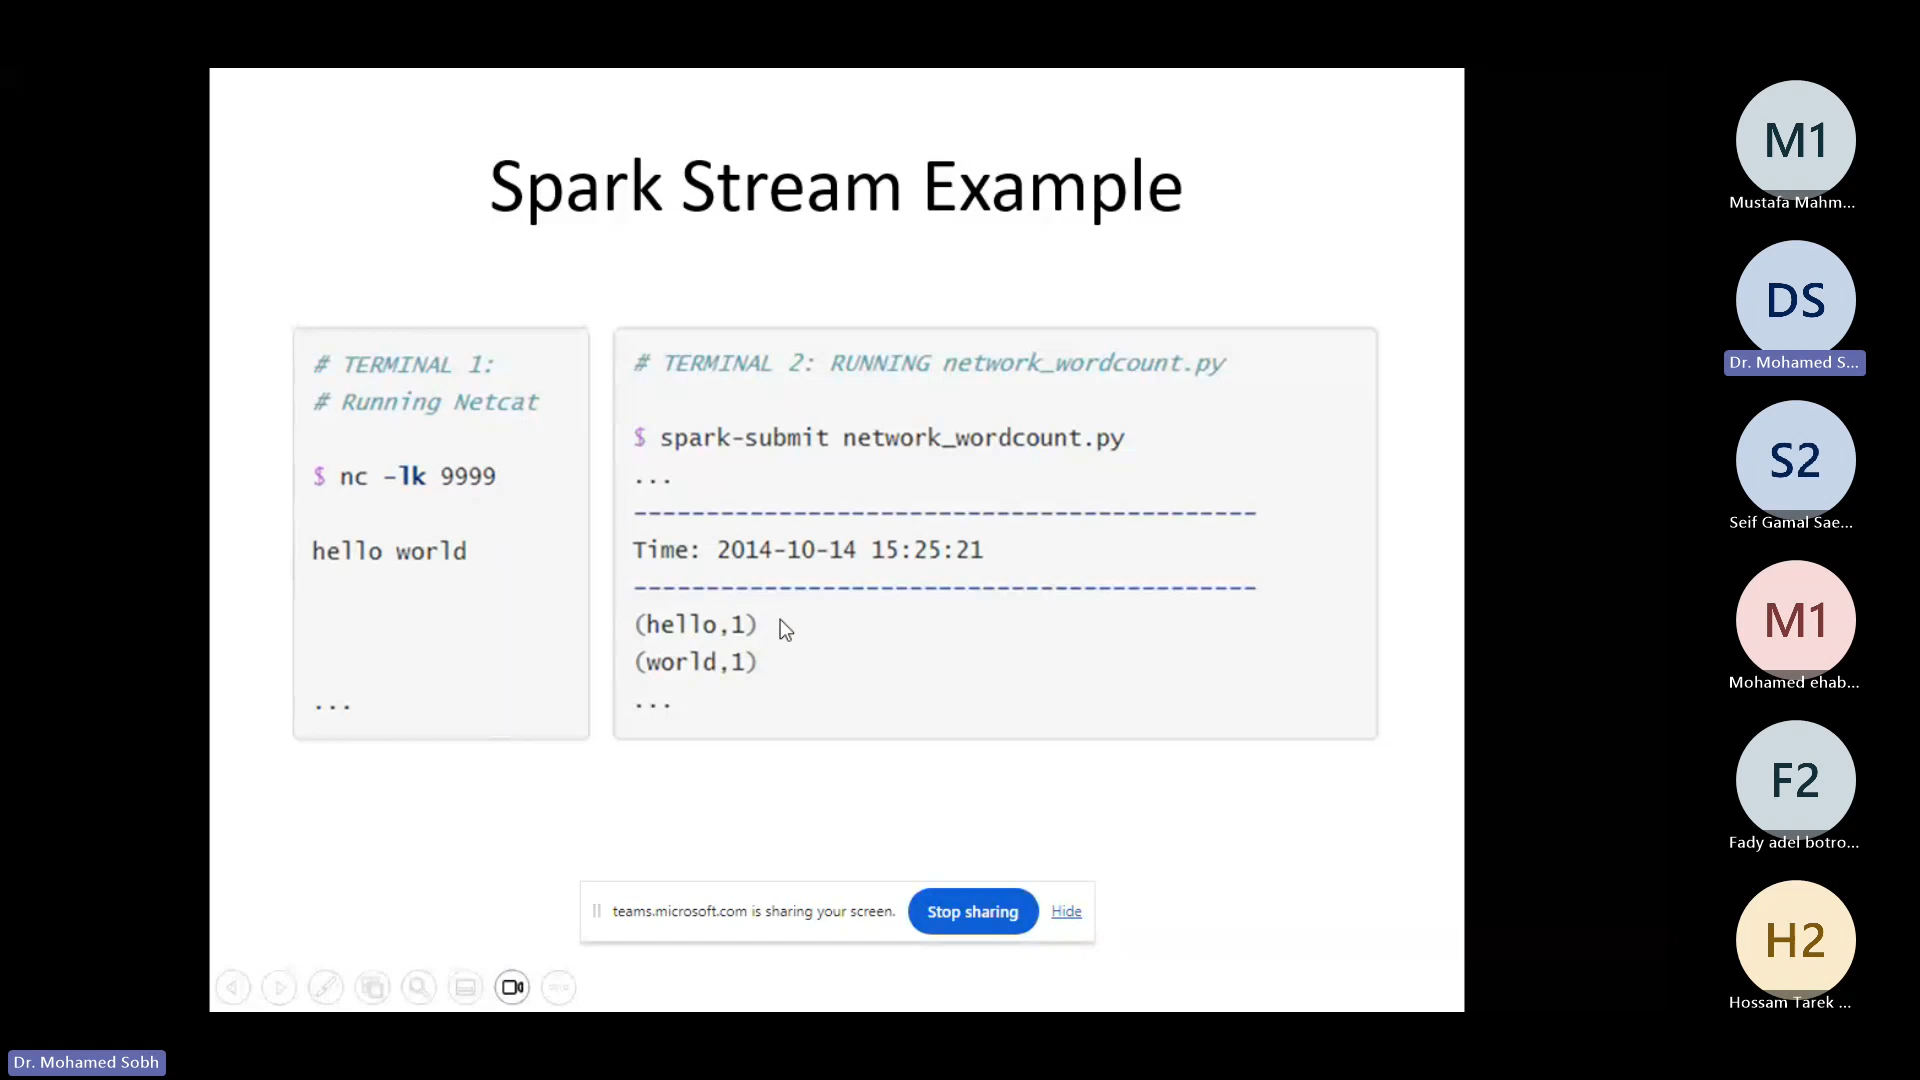 Spark Stream Example
# TERMINAL 1:
# Running Netcat
$ nc -lk 9999
hello world
...
# TERMINAL 2: RUNNING network_wordcount.py
$ spark-submit network_wordcount.py
...
--------------------------------------------
Time: 2014-10-14 15:25:21
--------------------------------------------
(hello,1)
(world,1)
...
teams.microsoft.com is sharing your screen.
Stop sharing
Hide
M1
Mustafa Mahm...
DS
Dr. Mohamed S...
S2
Seif Gamal Sae...
M1
Mohamed ehab...
F2
Fady adel botro...
H2
Hossam Tarek ...
Dr. Mohamed Sobh